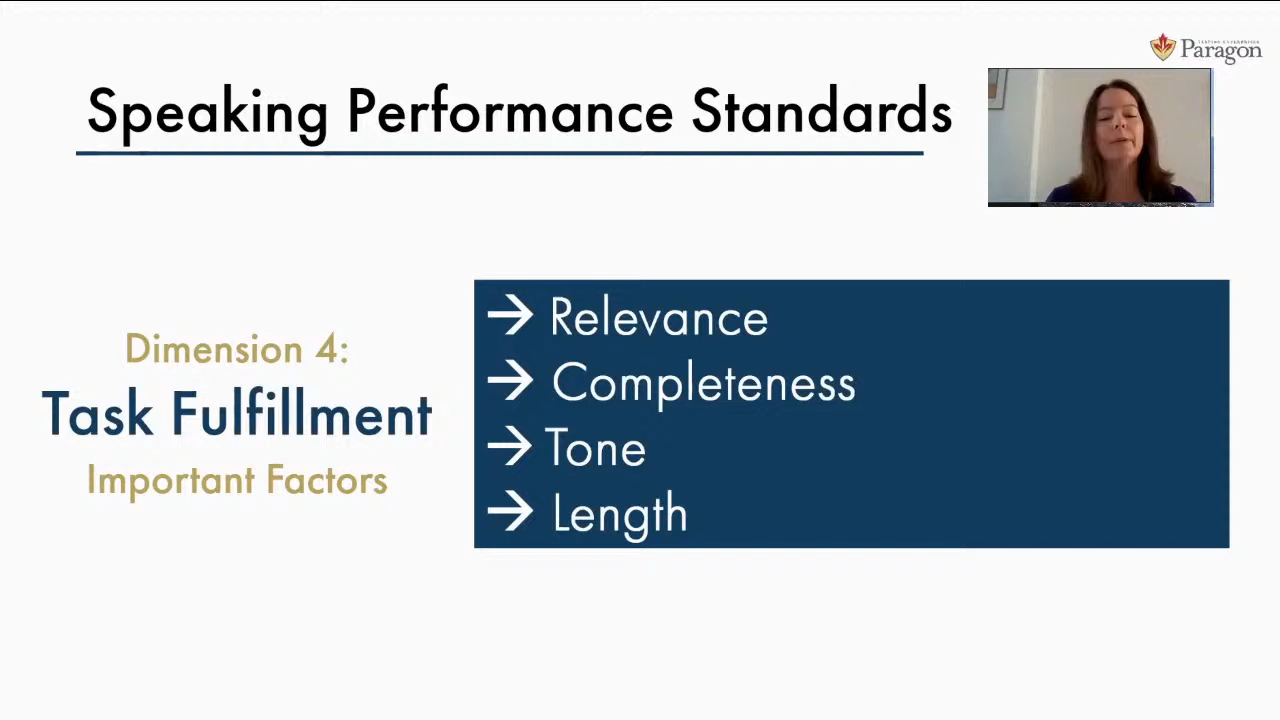 Paragon
Speaking Performance Standards
Dimension 4:
Task Fulfillment
Important Factors
→ Relevance
→ Completeness
→ Tone
→ Length